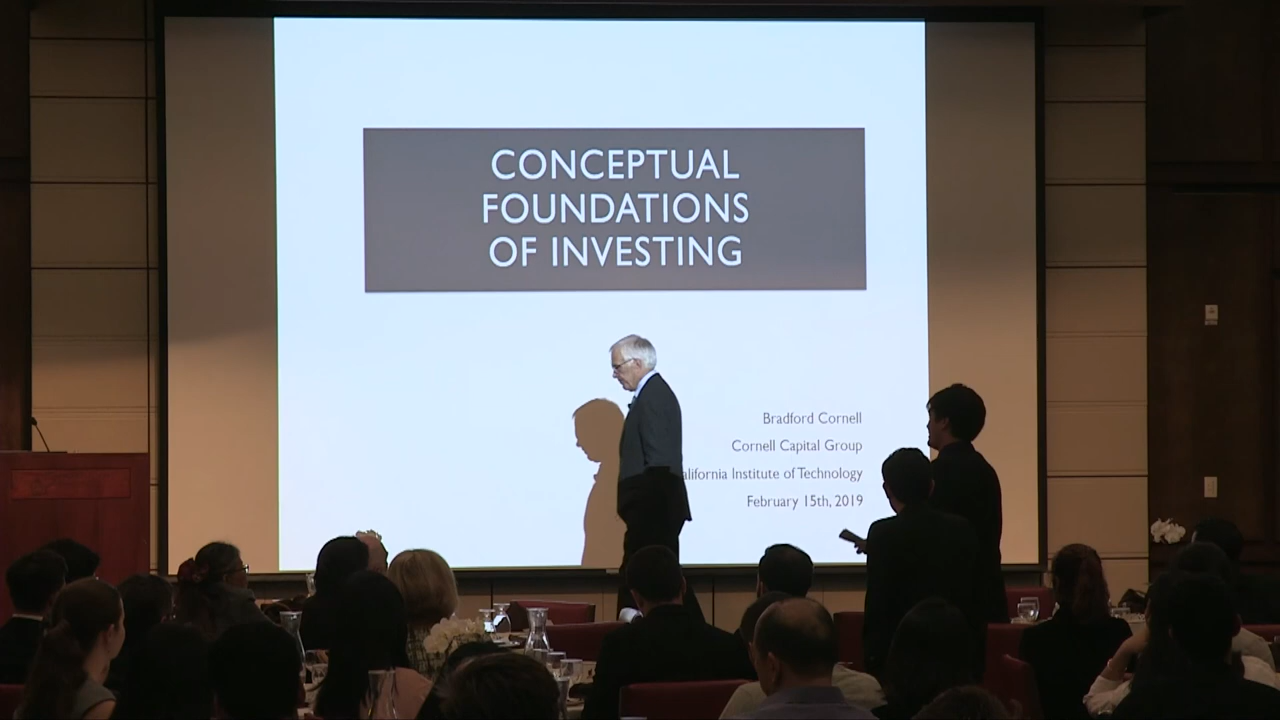 CONCEPTUAL
FOUNDATIONS
OF INVESTING
Bradford Cornell
Cornell Capital Group
alifornia Institute of Technology
February 15th, 2019